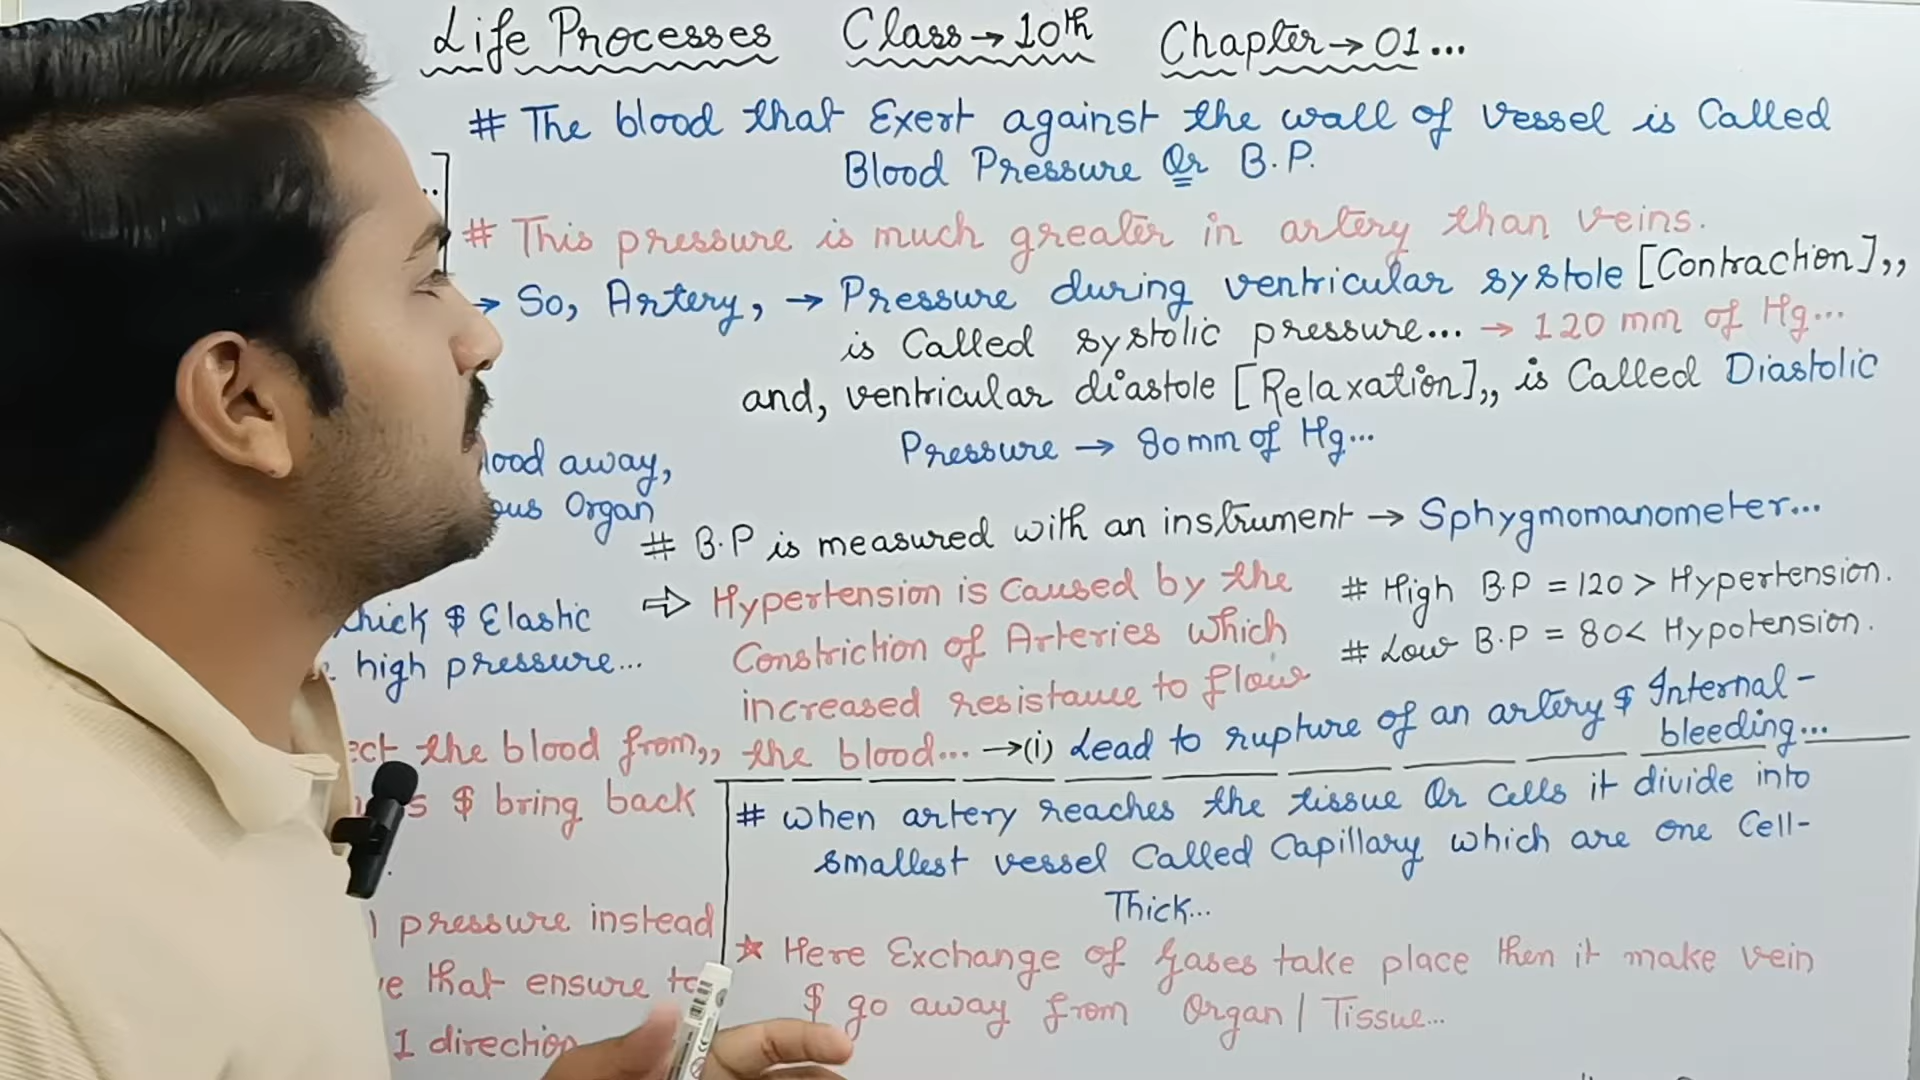 Life Processes Class→10th Chapter→01...
# The blood that Exert against the wall of vessel is Called
Blood Pressure Or B.P.
..]
# This pressure is much greater in artery than veins.
→ So, Artery, → Pressure during ventricular systole [Contraction],,
is Called systolic pressure... → 120 mm of Hg...
and, ventricular diastole [Relaxation],, is Called Diastolic
Pressure → 80mm of Hg...
# B.P is measured with an instrument → Sphygmomanometer...
⇨ Hypertension is caused by the
Constriction of Arteries which
increased resistance to flow
the blood... →(i) Lead to rupture of an artery $ Internal-
bleeding...
# High B.P = 120 > Hypertension.
# Low B.P = 80< Hypotension.
# When artery reaches the tissue Or Cells it divide into
smallest vessel Called Capillary which are one Cell-
Thick...
★ Here Exchange of gases take place then it make vein
$ go away from Organ / Tissue...
away,
Organ
thick $ Elastic
high pressure...
the blood from,,
$ bring back
pressure instead
that ensure
1 direction